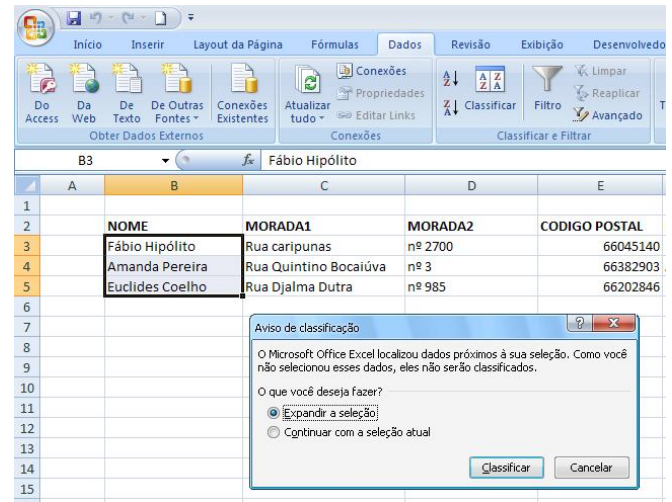 Início Inserir Layout da Página Fórmulas Dados Revisão Exibição Desenvolvedo
Do Access
Da Web
De Texto
De Outras Fontes
Conexões Existentes
Obter Dados Externos
Atualizar tudo
Conexões
Propriedades
Editar Links
Conexões
A Z
Z A
A Z Z A
Classificar
Filtro
Limpar
Reaplicar
Avançado
Classificar e Filtrar
T
B3 fx Fábio Hipólito
A B C D E
1
2 NOME MORADA1 MORADA2 CODIGO POSTAL
3 Fábio Hipólito Rua caripunas nº 2700 66045140
4 Amanda Pereira Rua Quintino Bocaiúva nº 3 66382903
5 Euclides Coelho Rua Djalma Dutra nº 985 66202846
6
7
8
9
10
11
12
13
14
15
Aviso de classificação
O Microsoft Office Excel localizou dados próximos à sua seleção. Como você
não selecionou esses dados, eles não serão classificados.
O que você deseja fazer?
Expandir a seleção
Continuar com a seleção atual
Classificar Cancelar